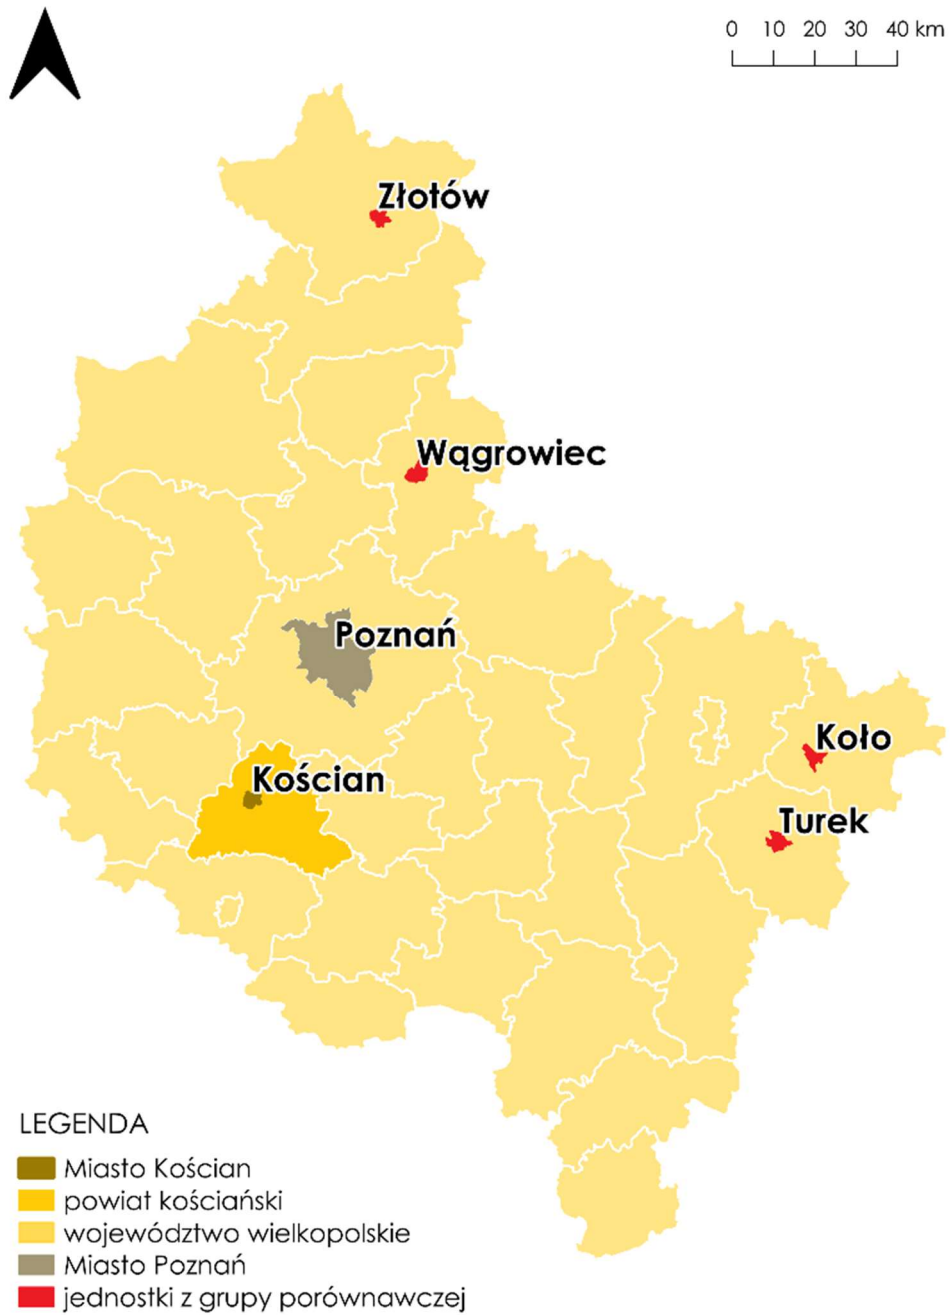 0 10 20 30 40 km
Złotów
Wągrowiec
Poznań
Koło
Kościan
Turek
LEGENDA
Miasto Kościan
powiat kościański
województwo wielkopolskie
Miasto Poznań
jednostki z grupy porównawczej